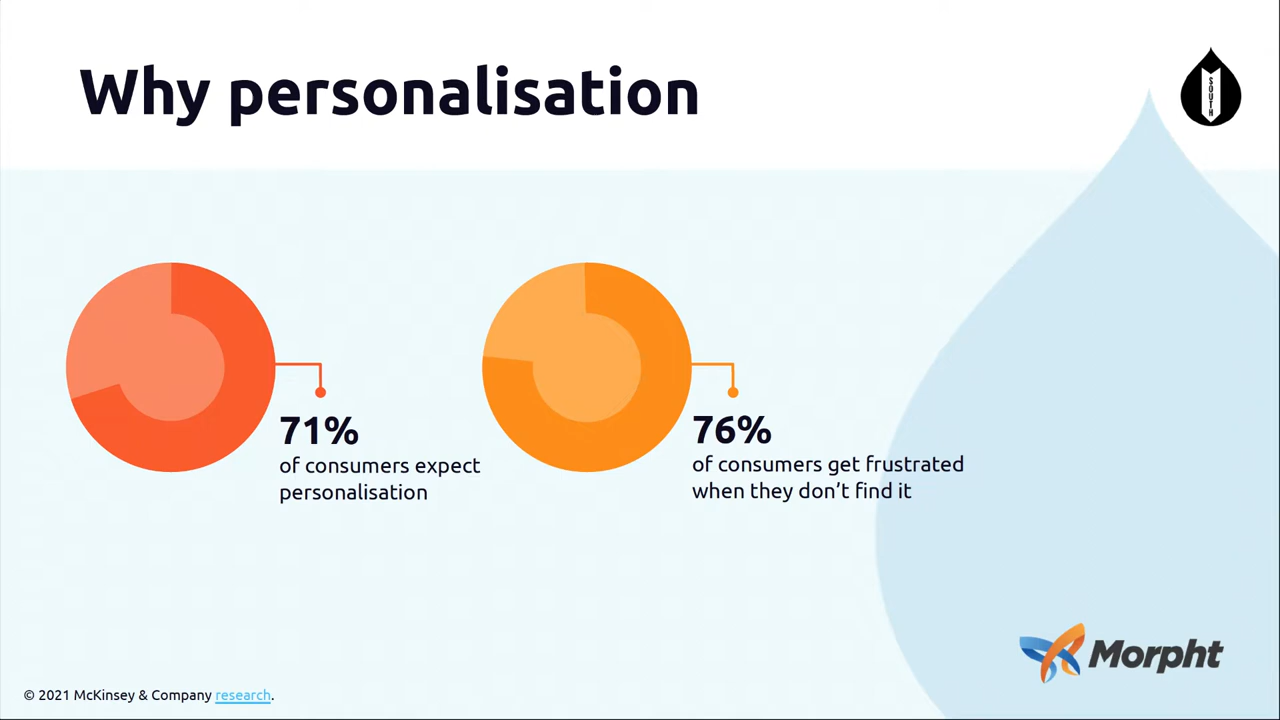 Why personalisation
SOUTH
71%
of consumers expect
personalisation
76%
of consumers get frustrated
when they don’t find it
Morpht
© 2021 McKinsey & Company research.